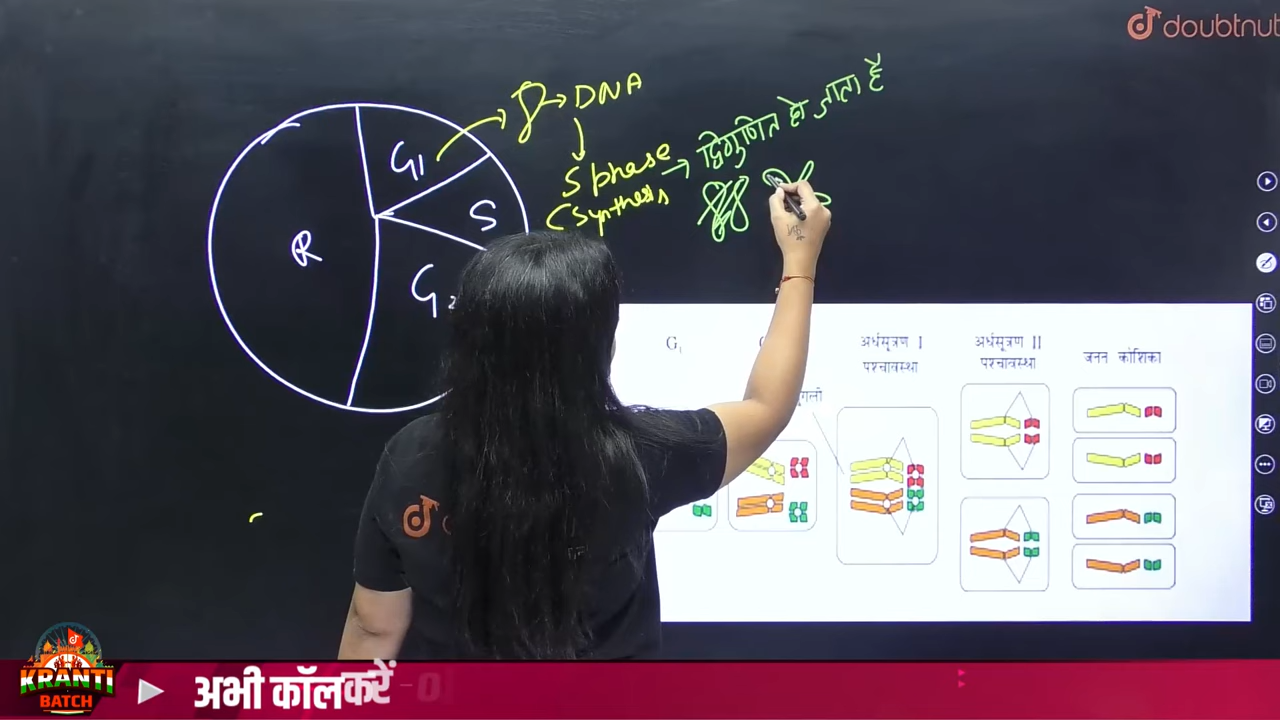 doubtnut
DNA
G₁
S phase
(synthesis
→ द्विगुणित हो जाता है
S
R
G₂
G₁
अर्धसूत्रण I
पश्चावस्था
अर्धसूत्रण II
पश्चावस्था
जनन कोशिका
KRANTI
BATCH
अभी कॉल करें